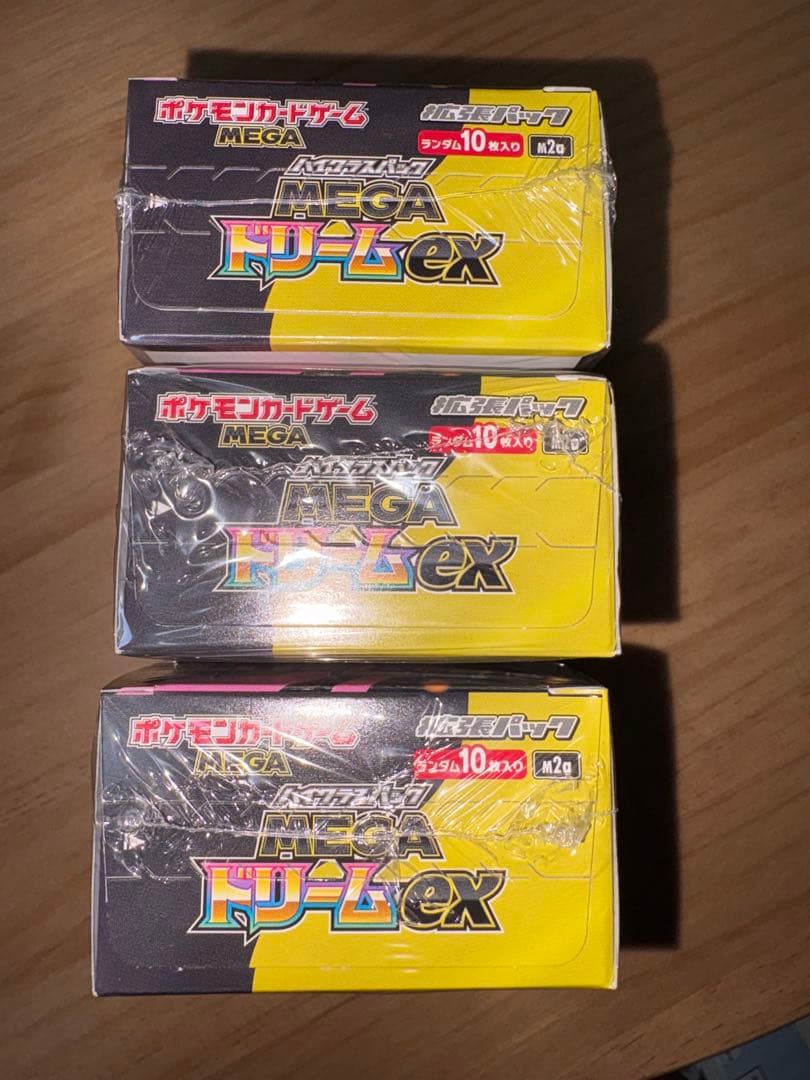 ポケモンカードゲーム
MEGA
拡張パック
ランダム10枚入り
M2a
ハイクラスパック
MEGA
ドリームex
ポケモンカードゲーム
MEGA
拡張パック
ランダム10枚入り
M2a
ハイクラスパック
MEGA
ドリームex
ポケモンカードゲーム
MEGA
拡張パック
ランダム10枚入り
M2a
ハイクラスパック
MEGA
ドリームex